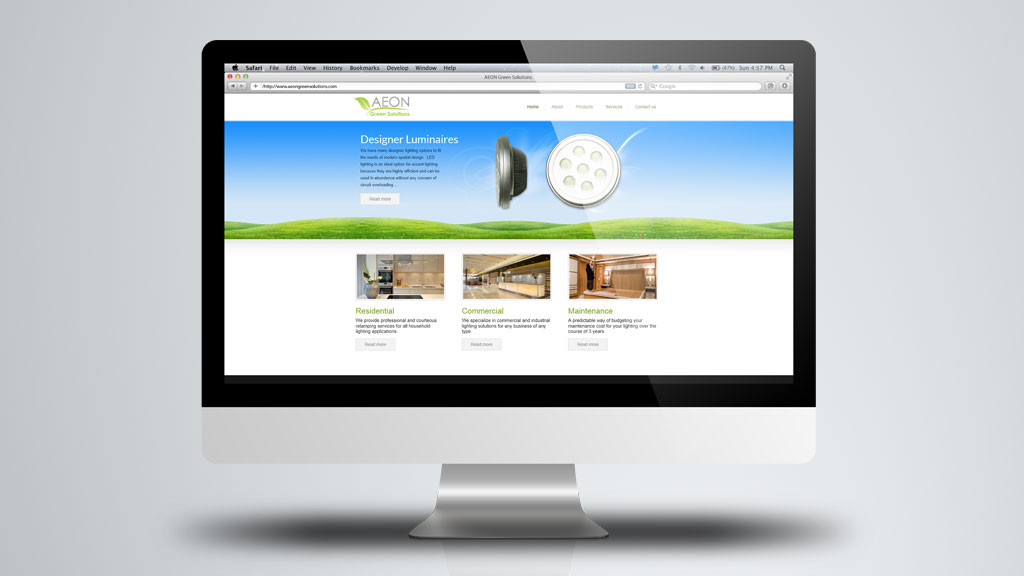 Safari File Edit View History Bookmarks Develop Window Help (47%) Sun 4:52 PM
AEON Green Solutions
http://www.aeongreensolutions.com Google
AEON
Green Solutions
Home About Products Services Contact us
Designer Luminaires
We have many designer lighting options to fit
the needs of modern spatial design. LED
lighting is an ideal option for accent lighting
because they are highly efficient and can be
used in abundance without any concern of
circuit overloading...
Read more
Residential Commercial Maintenance
We provide professional and courteous
relamping services for all household
lighting applications.
We specialize in commercial and industrial
lighting solutions for any business of any
type.
A predictable way of budgeting your
maintenance cost for your lighting over the
course of 3 years.
Read more Read more Read more